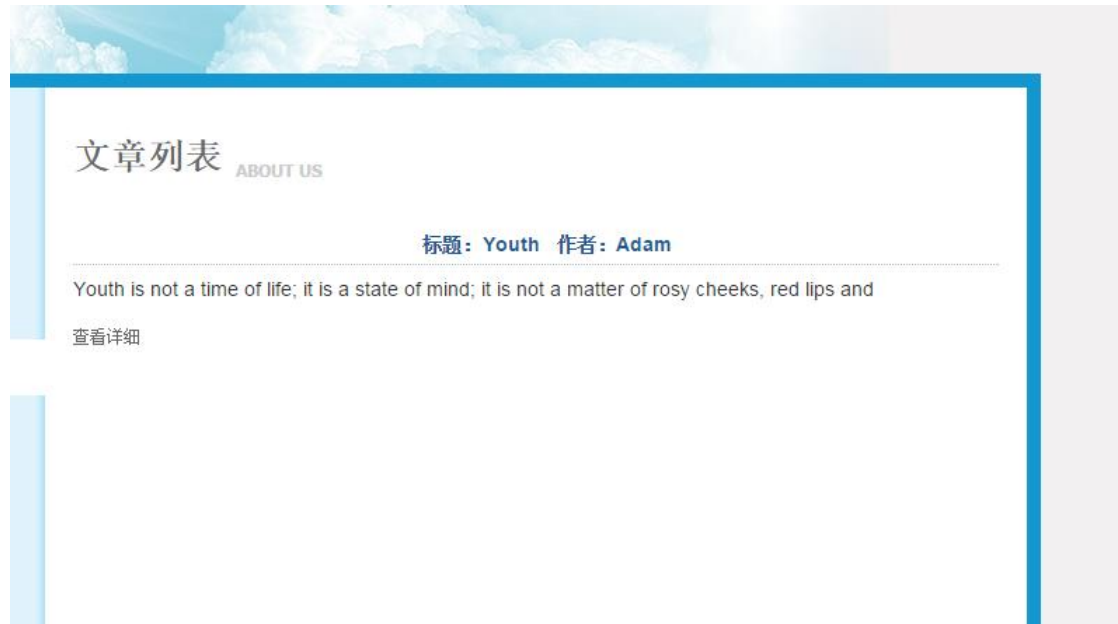 文章列表 ABOUT US
标题：Youth 作者：Adam
Youth is not a time of life; it is a state of mind; it is not a matter of rosy cheeks, red lips and
查看详细